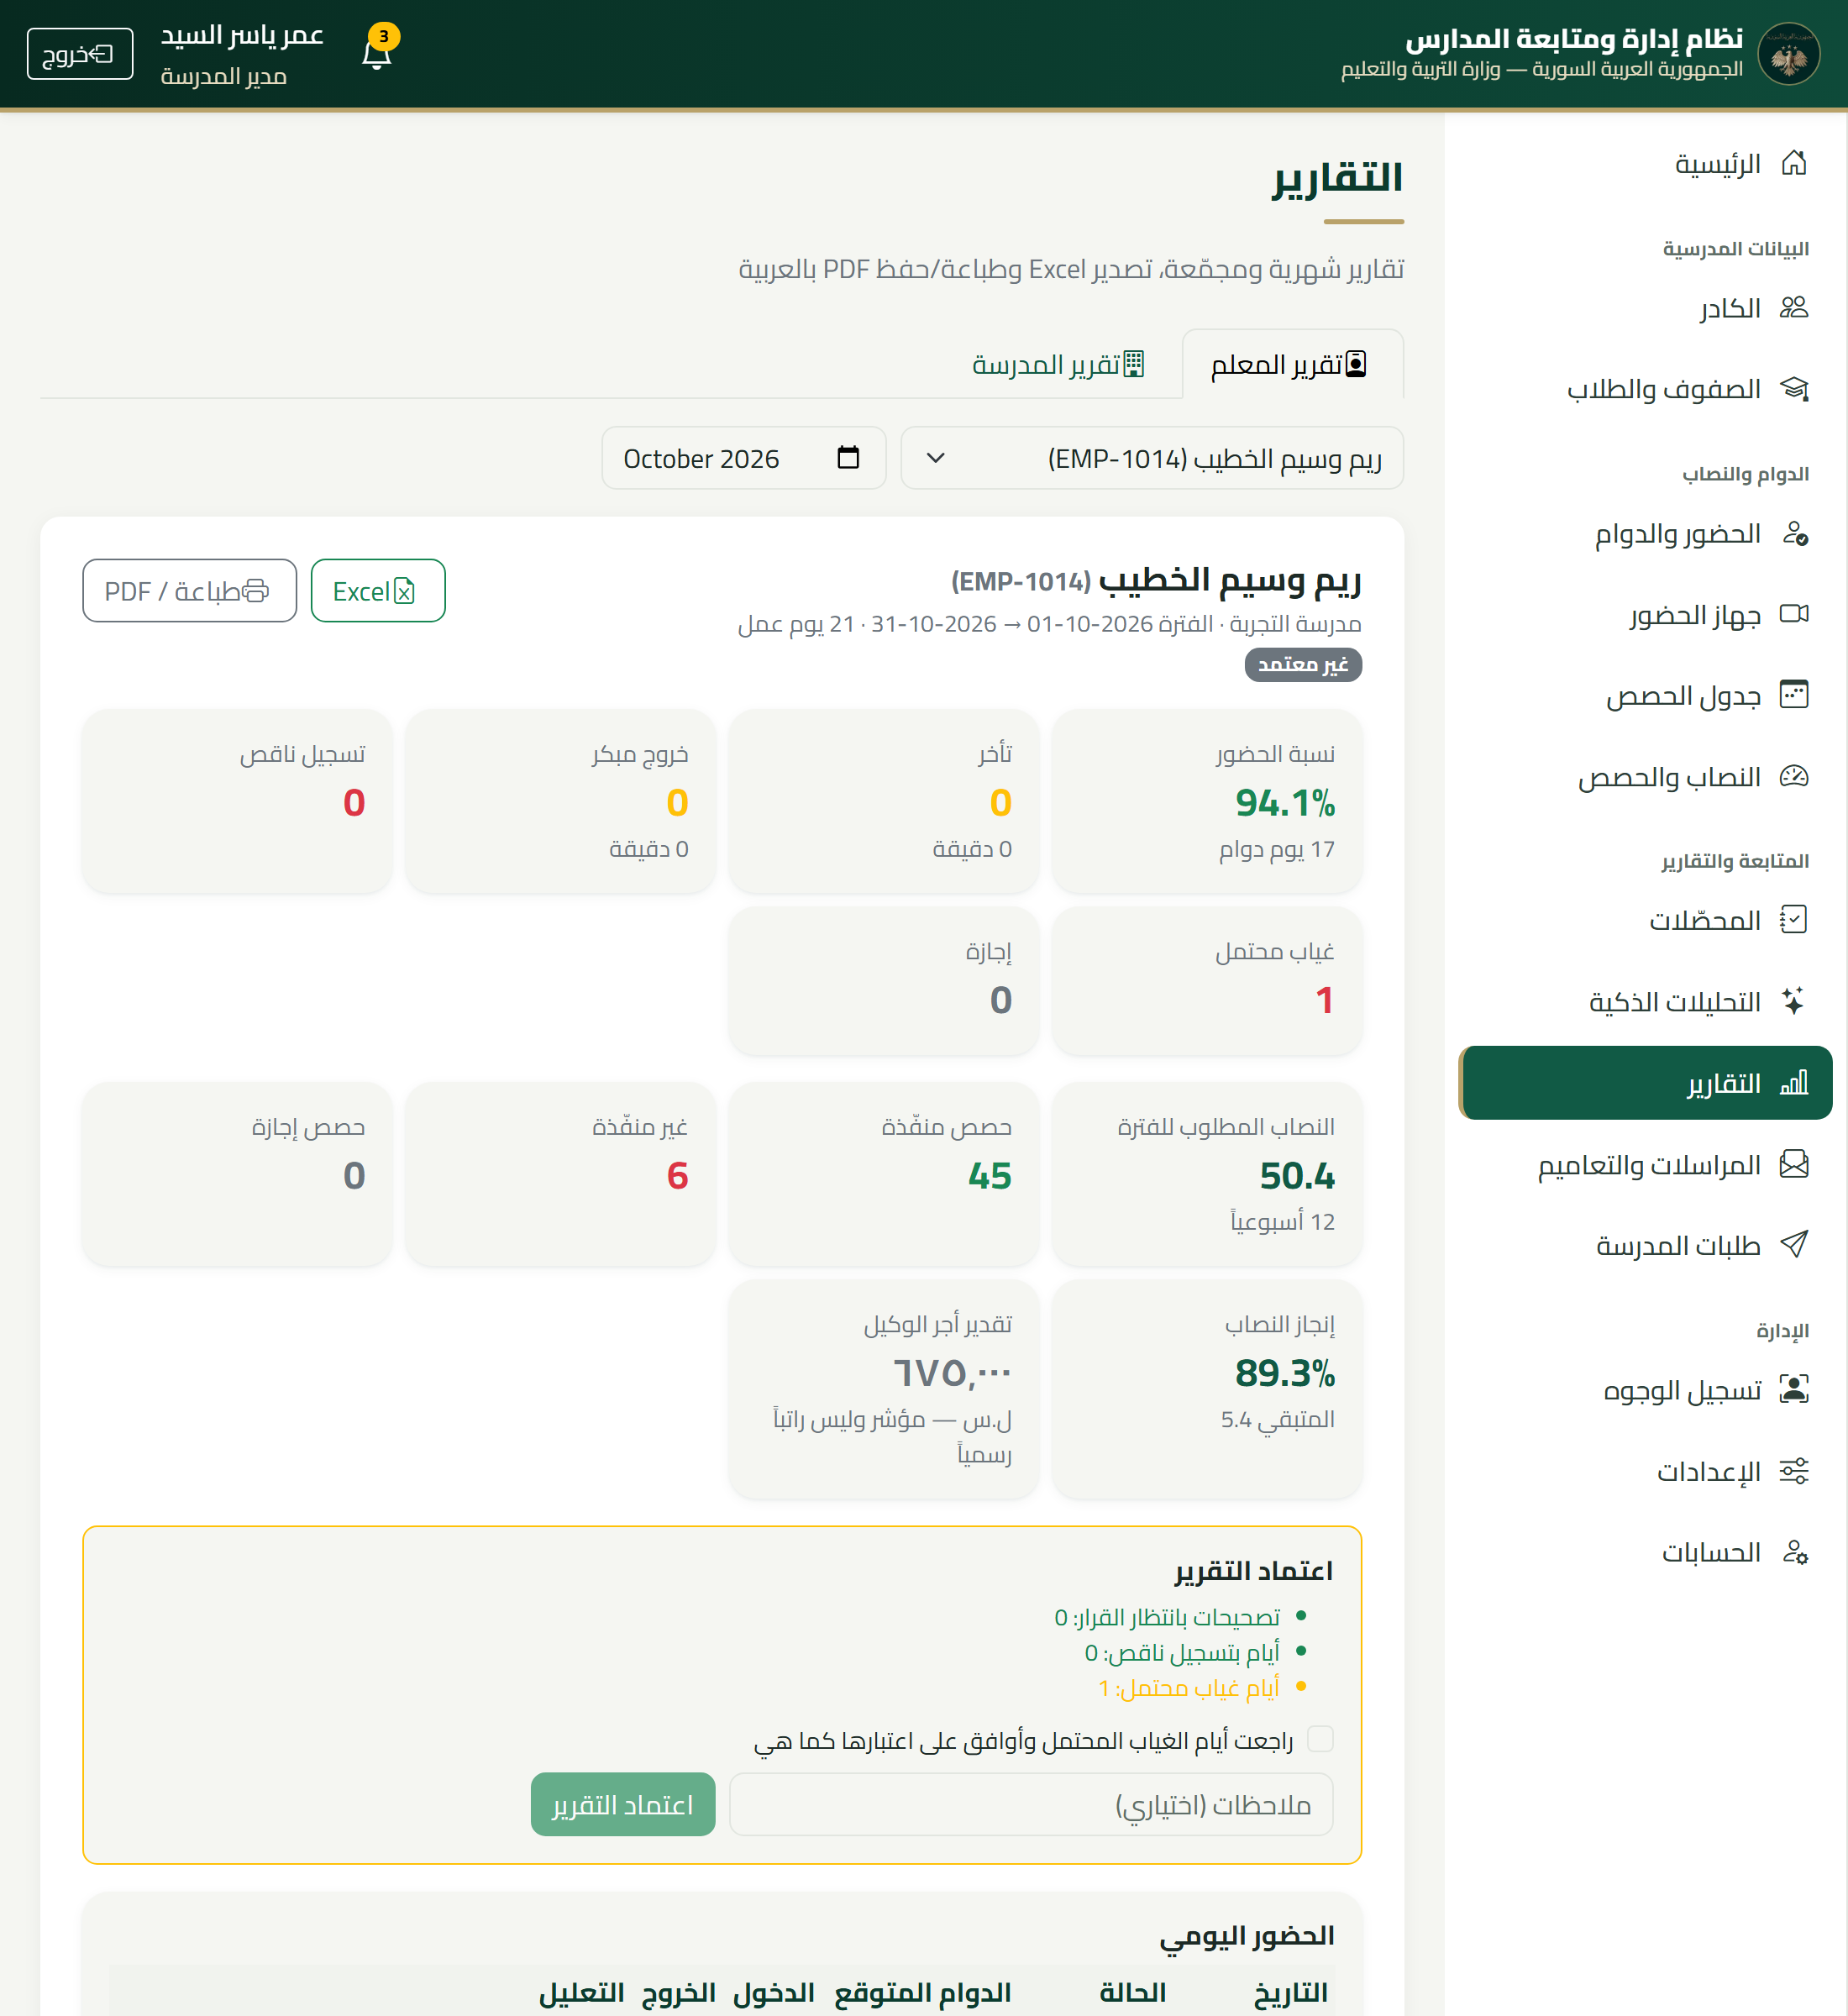 نظام إدارة ومتابعة المدارس
الجمهورية العربية السورية — وزارة التربية والتعليم
3
عمر ياسر السيد
مدير المدرسة
خروج
الرئيسية
البيانات المدرسية
الكادر
الصفوف والطلاب
الدوام والنصاب
الحضور والدوام
جهاز الحضور
جدول الحصص
النصاب والحصص
المتابعة والتقارير
المحصّلات
التحليلات الذكية
التقارير
المراسلات والتعاميم
طلبات المدرسة
الإدارة
تسجيل الوجوه
الإعدادات
الحسابات
التقارير
تقارير شهرية ومجمّعة، تصدير Excel وطباعة/حفظ PDF بالعربية
تقرير المعلم
تقرير المدرسة
ريم وسيم الخطيب (EMP-1014)
October 2026
ريم وسيم الخطيب (EMP-1014)
مدرسة التجربة · الفترة 2026-10-01 → 2026-10-31 · 21 يوم عمل
غير معتمد
Excel
طباعة / PDF
نسبة الحضور
94.1%
17 يوم دوام
تأخر
0
0 دقيقة
خروج مبكر
0
0 دقيقة
تسجيل ناقص
0
غياب محتمل
1
إجازة
0
النصاب المطلوب للفترة
50.4
12 أسبوعياً
حصص منفّذة
45
غير منفّذة
6
حصص إجازة
0
إنجاز النصاب
89.3%
المتبقي 5.4
تقدير أجر الوكيل
٦٧٥,٠٠٠
ل.س — مؤشر وليس راتباً
رسمياً
اعتماد التقرير
تصحيحات بانتظار القرار: 0
أيام بتسجيل ناقص: 0
أيام غياب محتمل: 1
راجعت أيام الغياب المحتمل وأوافق على اعتبارها كما هي
ملاحظات (اختياري)
اعتماد التقرير
الحضور اليومي
التاريخ الحالة الدوام المتوقع الدخول الخروج التعليل